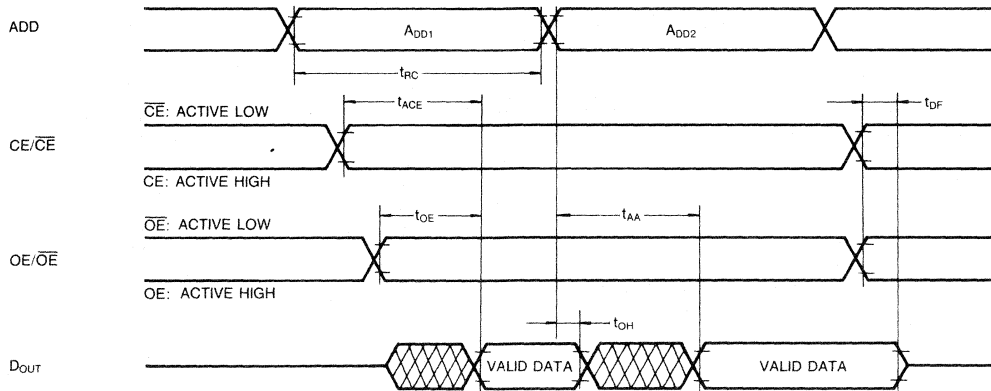 ADD
ADD1
ADD2
tRC
tACE
tDF
CE: ACTIVE LOW
CE/CE
CE: ACTIVE HIGH
tOE
tAA
OE: ACTIVE LOW
OE/OE
OE: ACTIVE HIGH
tOH
DOUT
VALID DATA
VALID DATA